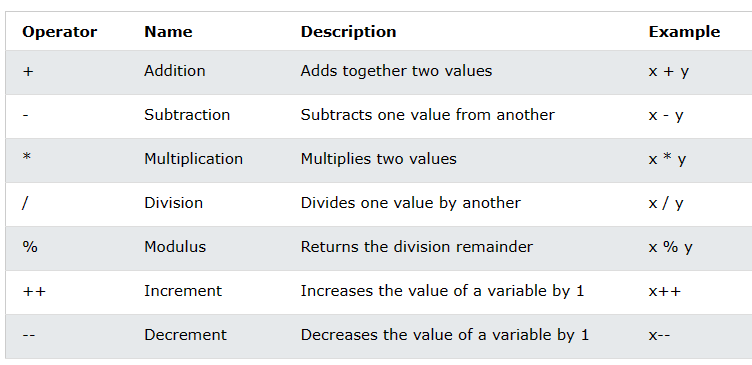 Operator Name Description Example
+ Addition Adds together two values x + y
- Subtraction Subtracts one value from another x - y
* Multiplication Multiplies two values x * y
/ Division Divides one value by another x / y
% Modulus Returns the division remainder x % y
++ Increment Increases the value of a variable by 1 x++
-- Decrement Decreases the value of a variable by 1 x--